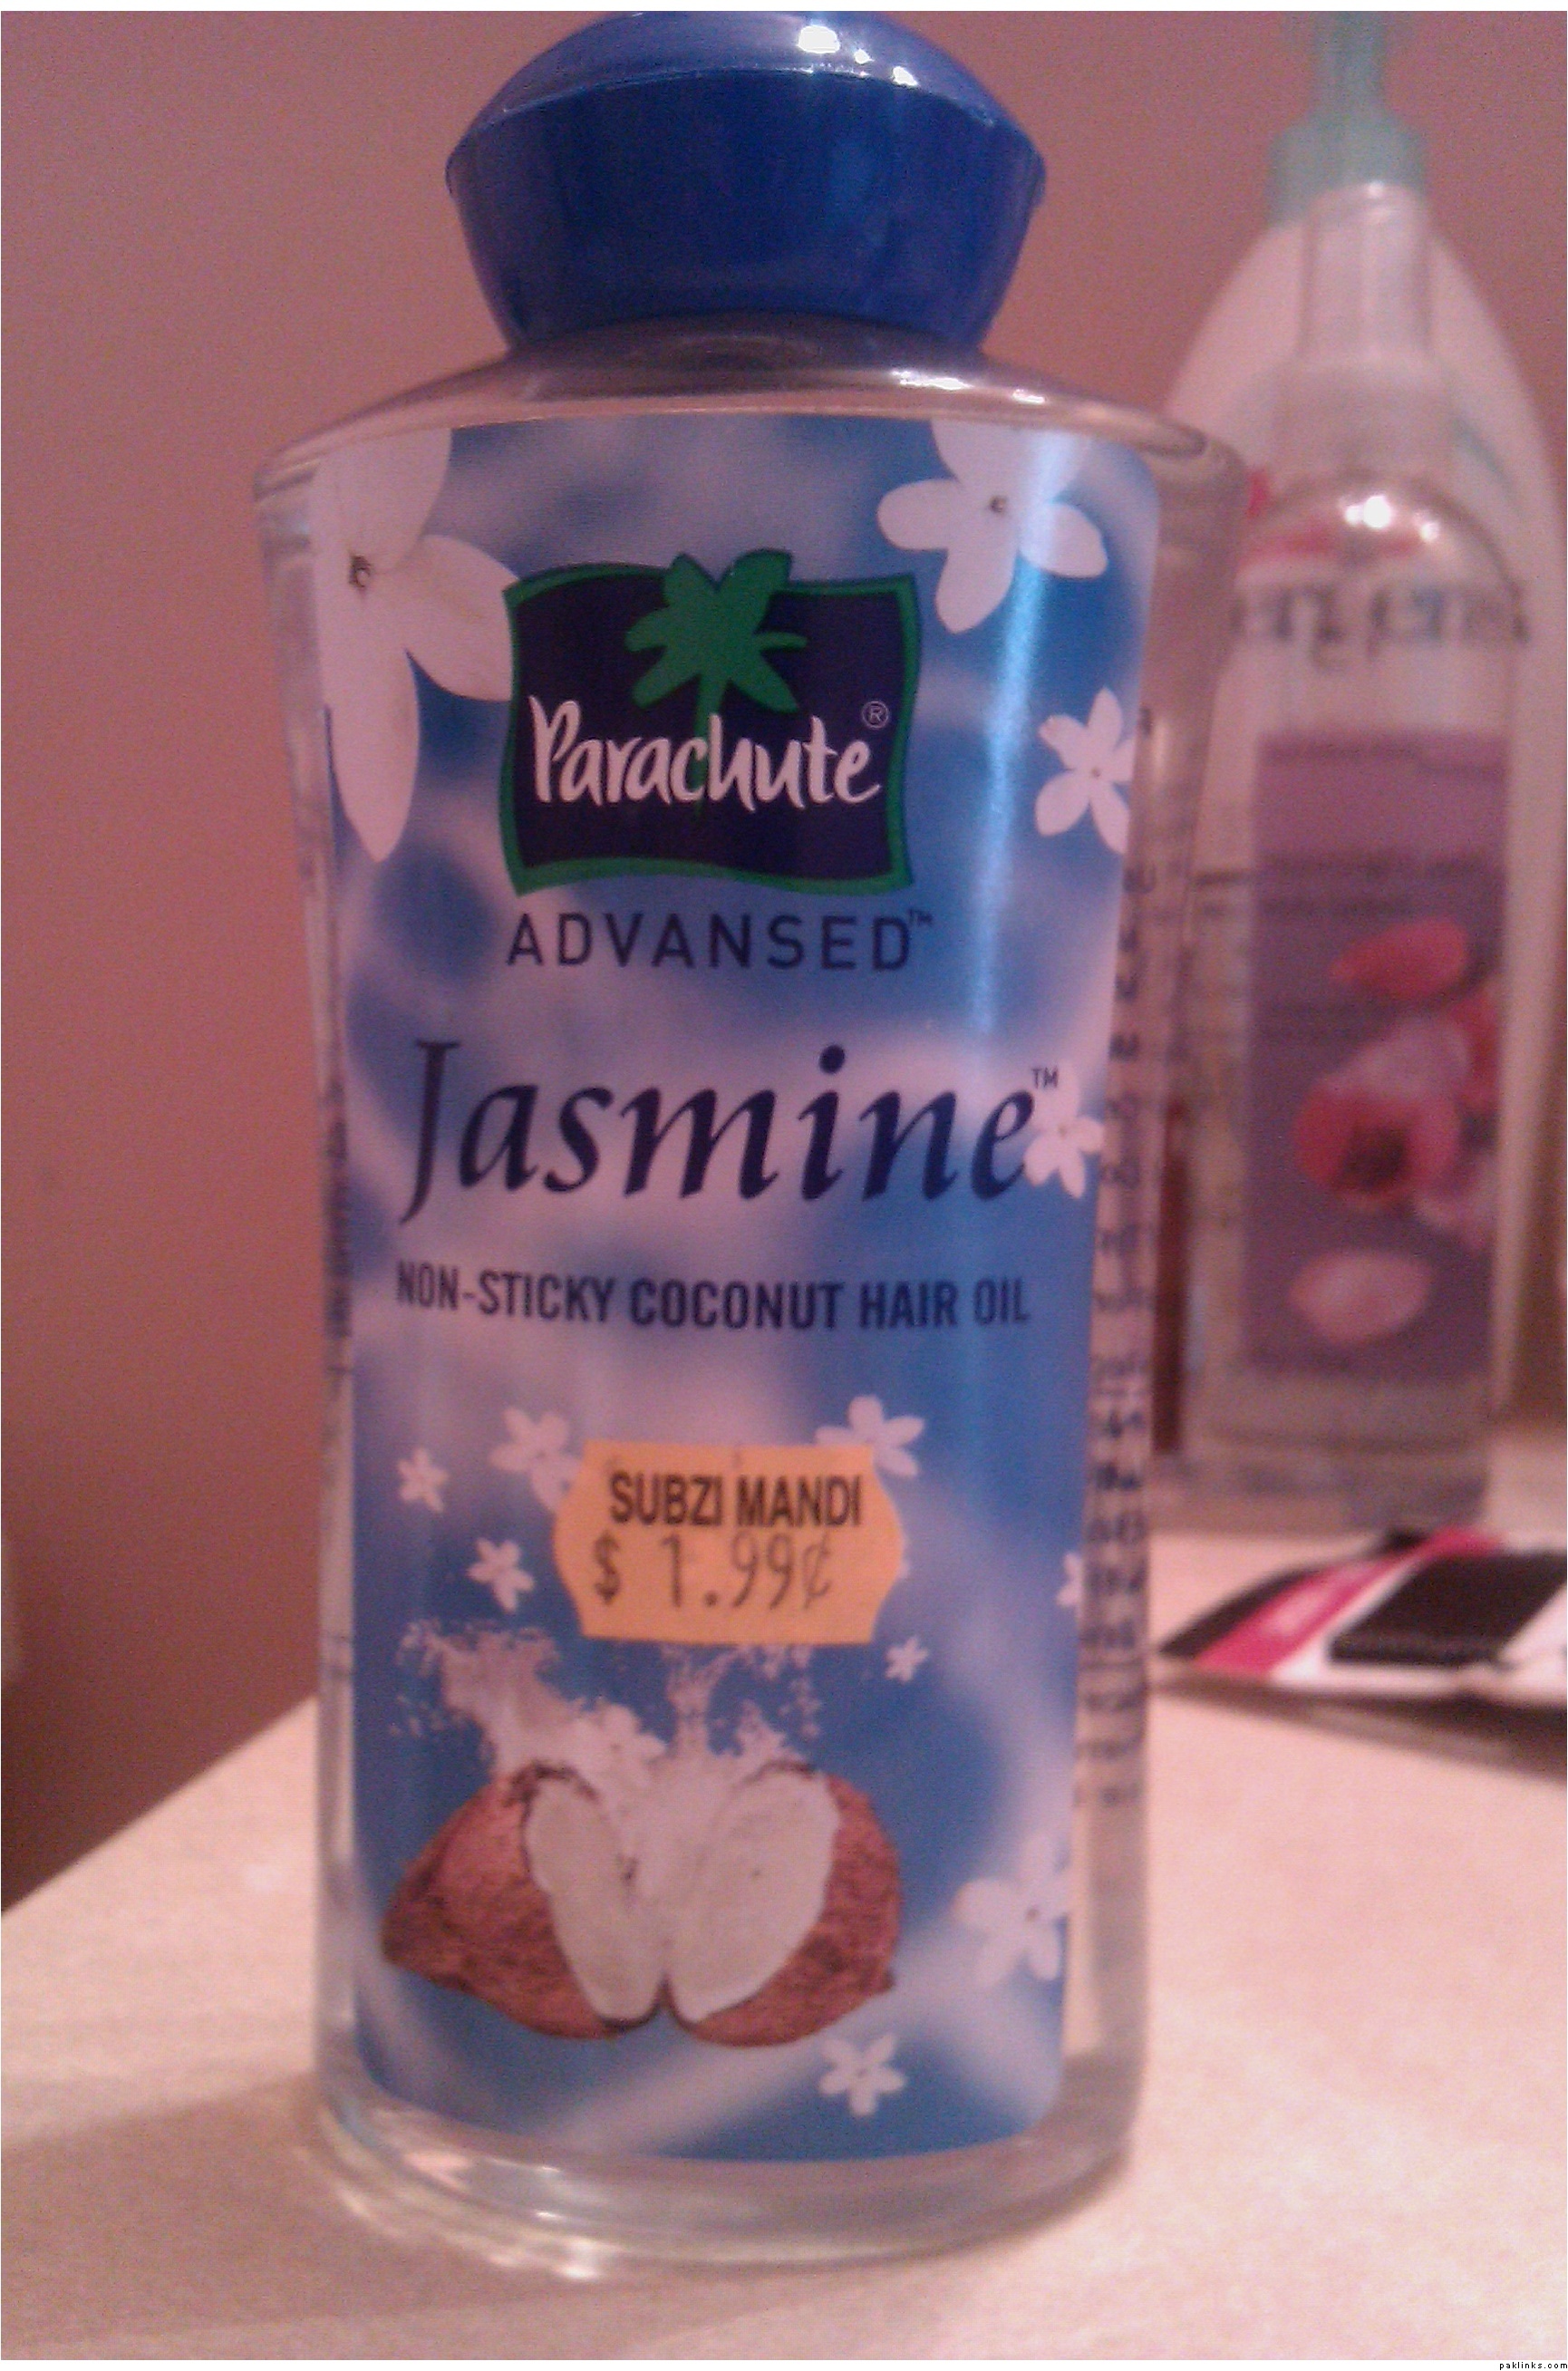 Parachute®
ADVANSED™
Jasmine™
NON-STICKY COCONUT HAIR OIL
SUBZI MANDI
$ 1.99¢
paklinks.com